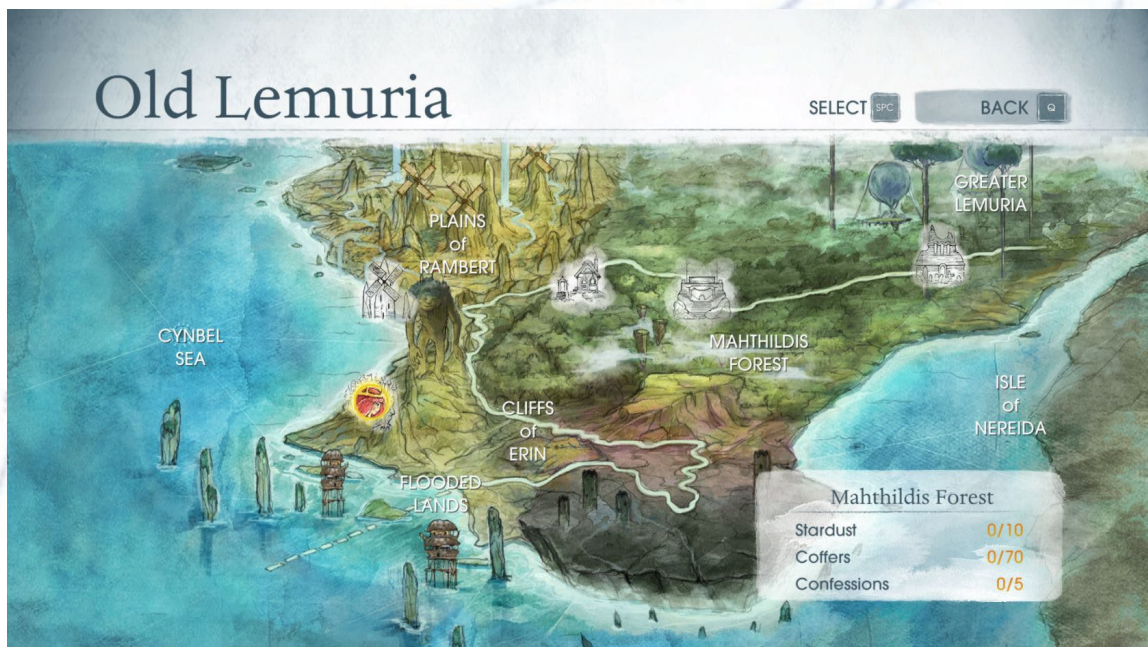 Old Lemuria
SELECT SPC
BACK Q
GREATER
LEMURIA
PLAINS
of
RAMBERT
CYNBEL
SEA
MAHTHILDIS
FOREST
ISLE
of
NEREIDA
CLIFFS
of
ERIN
FLOODED
LANDS
Mahthildis Forest
Stardust 0/10
Coffers 0/70
Confessions 0/5